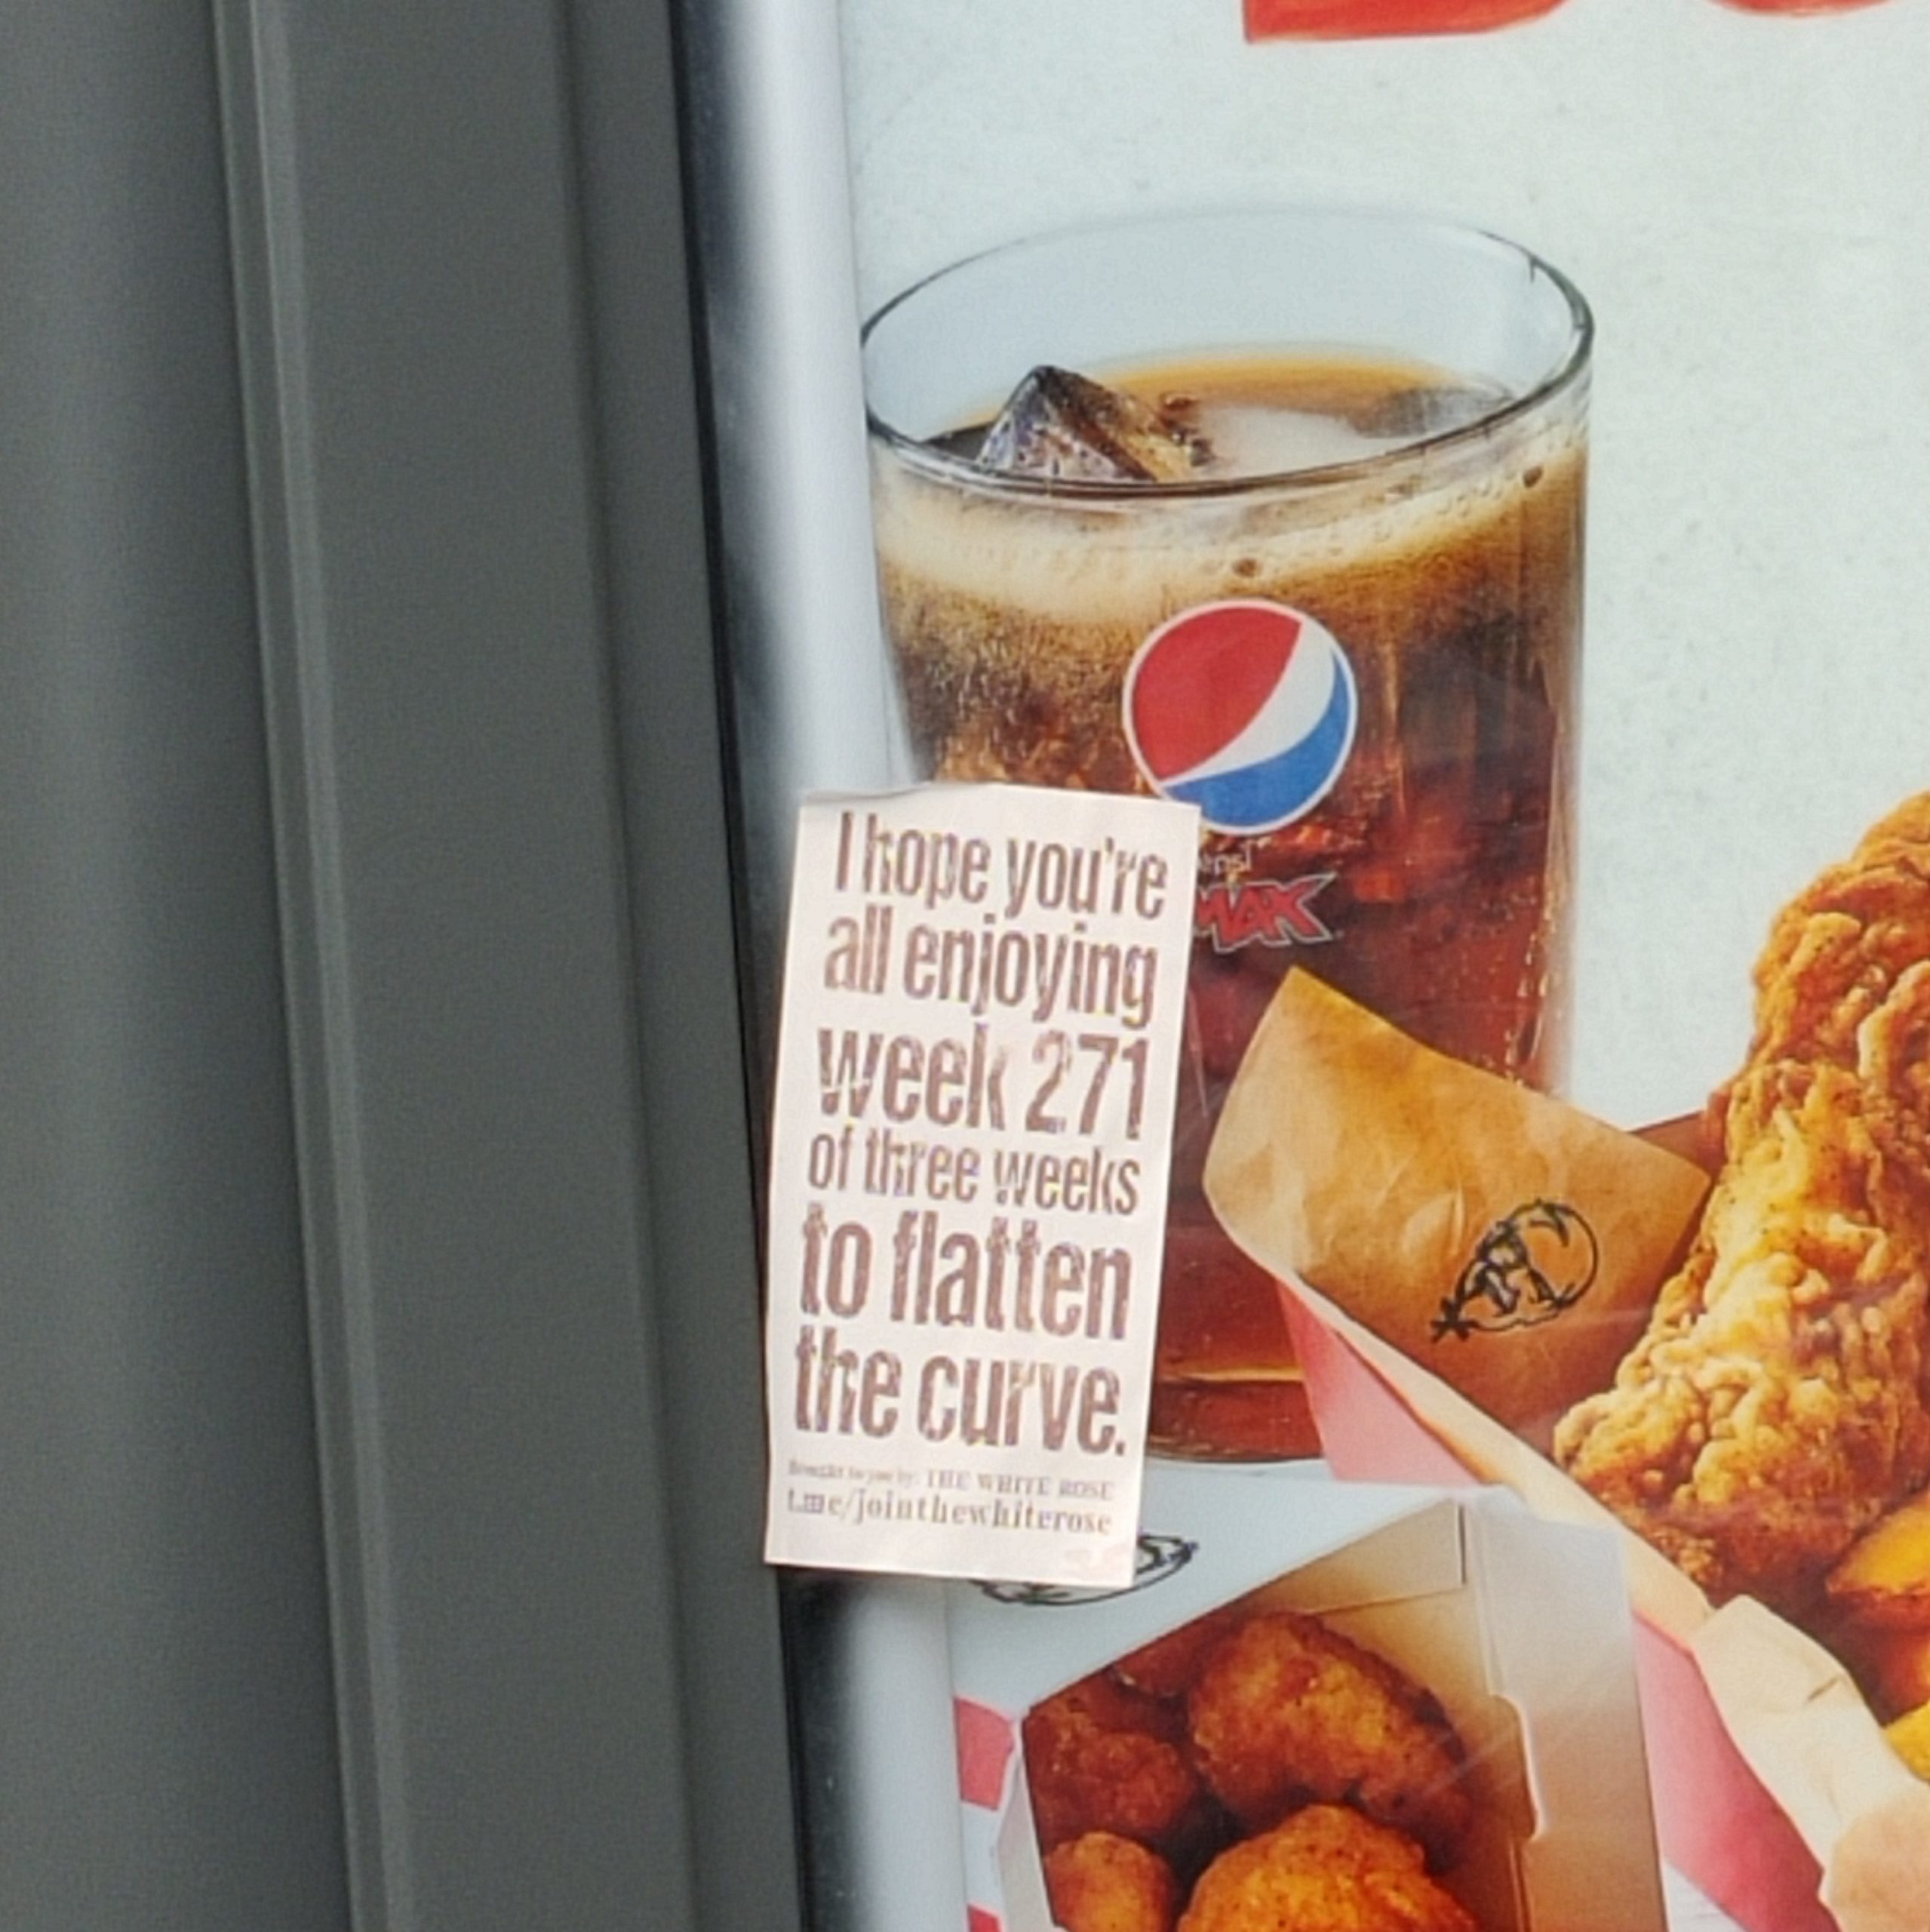 I hope you're
all enjoying
week 271
of three weeks
to flatten
the curve.
Brought to you by: THE WHITE ROSE
t.me/jointhewhiterose
MAX